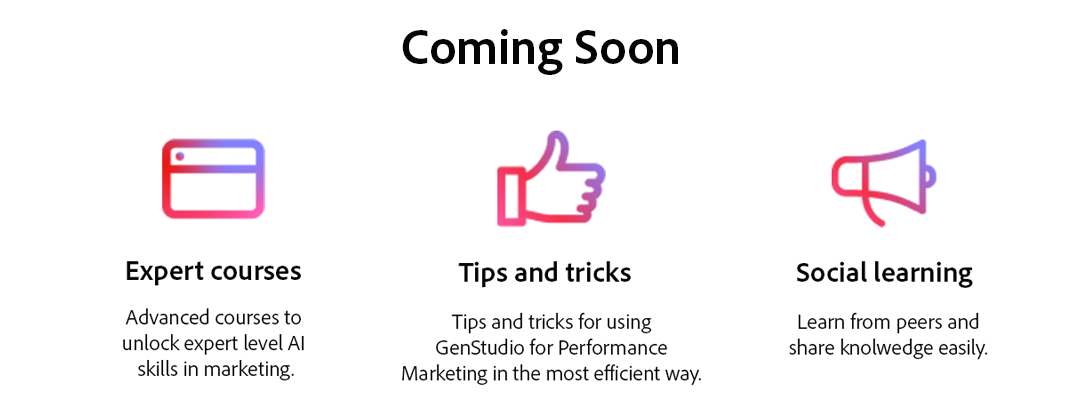 Coming Soon
Expert courses
Advanced courses to
unlock expert level AI
skills in marketing.
Tips and tricks
Tips and tricks for using
GenStudio for Performance
Marketing in the most efficient way.
Social learning
Learn from peers and
share knolwedge easily.